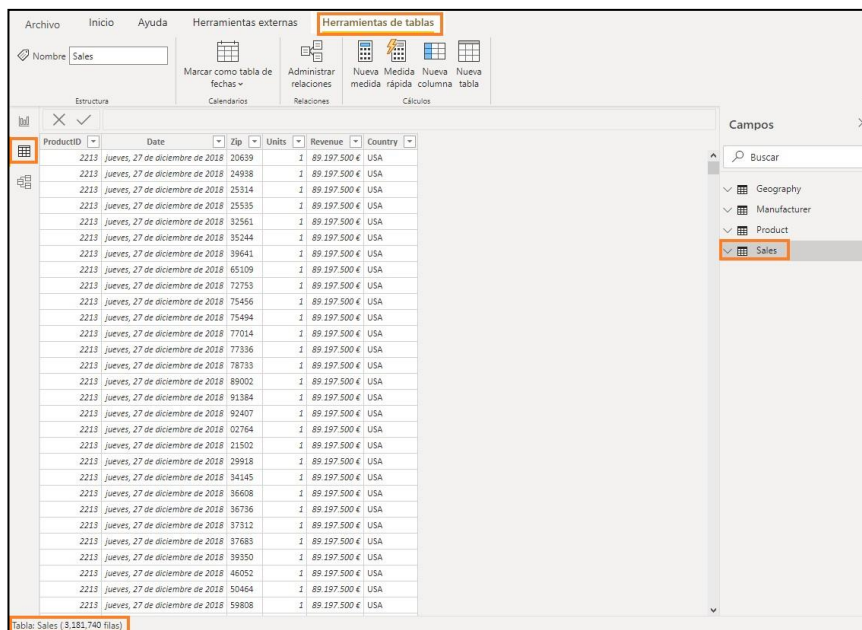 Archivo Inicio Ayuda Herramientas externas Herramientas de tablas
Nombre Sales
Marcar como tabla de fechas
Administrar relaciones
Nueva medida
Medida rápida
Nueva columna
Nueva tabla
Estructura Calendarios Relaciones Cálculos
ProductID Date Zip Units Revenue Country
2213 jueves, 27 de diciembre de 2018 20639 1 89.197.500 € USA
2213 jueves, 27 de diciembre de 2018 24938 1 89.197.500 € USA
2213 jueves, 27 de diciembre de 2018 25314 1 89.197.500 € USA
2213 jueves, 27 de diciembre de 2018 25535 1 89.197.500 € USA
2213 jueves, 27 de diciembre de 2018 32561 1 89.197.500 € USA
2213 jueves, 27 de diciembre de 2018 35244 1 89.197.500 € USA
2213 jueves, 27 de diciembre de 2018 39641 1 89.197.500 € USA
2213 jueves, 27 de diciembre de 2018 65109 1 89.197.500 € USA
2213 jueves, 27 de diciembre de 2018 72753 1 89.197.500 € USA
2213 jueves, 27 de diciembre de 2018 75456 1 89.197.500 € USA
2213 jueves, 27 de diciembre de 2018 75494 1 89.197.500 € USA
2213 jueves, 27 de diciembre de 2018 77014 1 89.197.500 € USA
2213 jueves, 27 de diciembre de 2018 77336 1 89.197.500 € USA
2213 jueves, 27 de diciembre de 2018 78733 1 89.197.500 € USA
2213 jueves, 27 de diciembre de 2018 89002 1 89.197.500 € USA
2213 jueves, 27 de diciembre de 2018 91384 1 89.197.500 € USA
2213 jueves, 27 de diciembre de 2018 92407 1 89.197.500 € USA
2213 jueves, 27 de diciembre de 2018 02764 1 89.197.500 € USA
2213 jueves, 27 de diciembre de 2018 21502 1 89.197.500 € USA
2213 jueves, 27 de diciembre de 2018 29918 1 89.197.500 € USA
2213 jueves, 27 de diciembre de 2018 34145 1 89.197.500 € USA
2213 jueves, 27 de diciembre de 2018 36608 1 89.197.500 € USA
2213 jueves, 27 de diciembre de 2018 36736 1 89.197.500 € USA
2213 jueves, 27 de diciembre de 2018 37312 1 89.197.500 € USA
2213 jueves, 27 de diciembre de 2018 37683 1 89.197.500 € USA
2213 jueves, 27 de diciembre de 2018 39350 1 89.197.500 € USA
2213 jueves, 27 de diciembre de 2018 46052 1 89.197.500 € USA
2213 jueves, 27 de diciembre de 2018 50464 1 89.197.500 € USA
2213 jueves, 27 de diciembre de 2018 59808 1 89.197.500 € USA
Tabla: Sales (3,181,740 filas)
Campos
Buscar
Geography
Manufacturer
Product
Sales